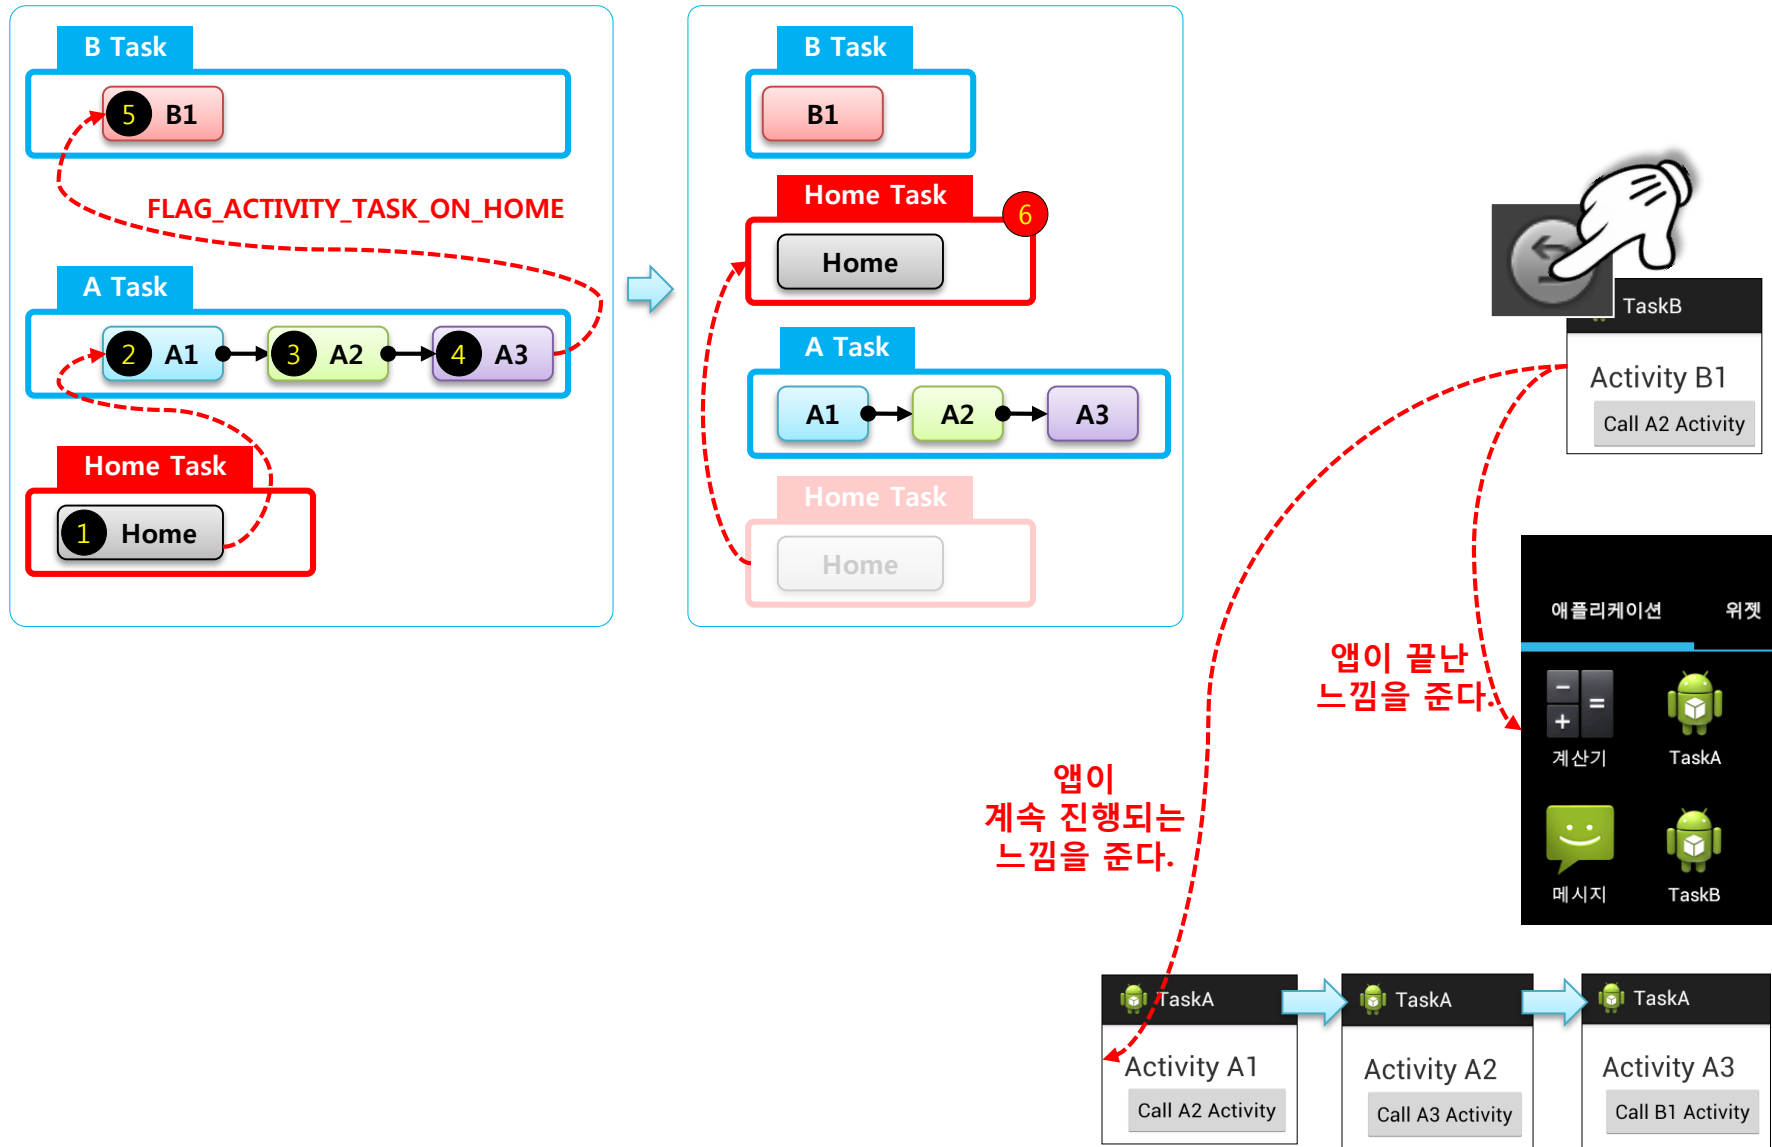 B Task
5 B1
FLAG_ACTIVITY_TASK_ON_HOME
A Task
2 A1
3 A2
4 A3
Home Task
1 Home
B Task
B1
Home Task
6
Home
A Task
A1
A2
A3
Home Task
Home
TaskB
Activity B1
Call A2 Activity
앱이 끝난
느낌을 준다.
애플리케이션
위젯
계산기
TaskA
메시지
TaskB
앱이
계속 진행되는
느낌을 준다.
TaskA
Activity A1
Call A2 Activity
TaskA
Activity A2
Call A3 Activity
TaskA
Activity A3
Call B1 Activity